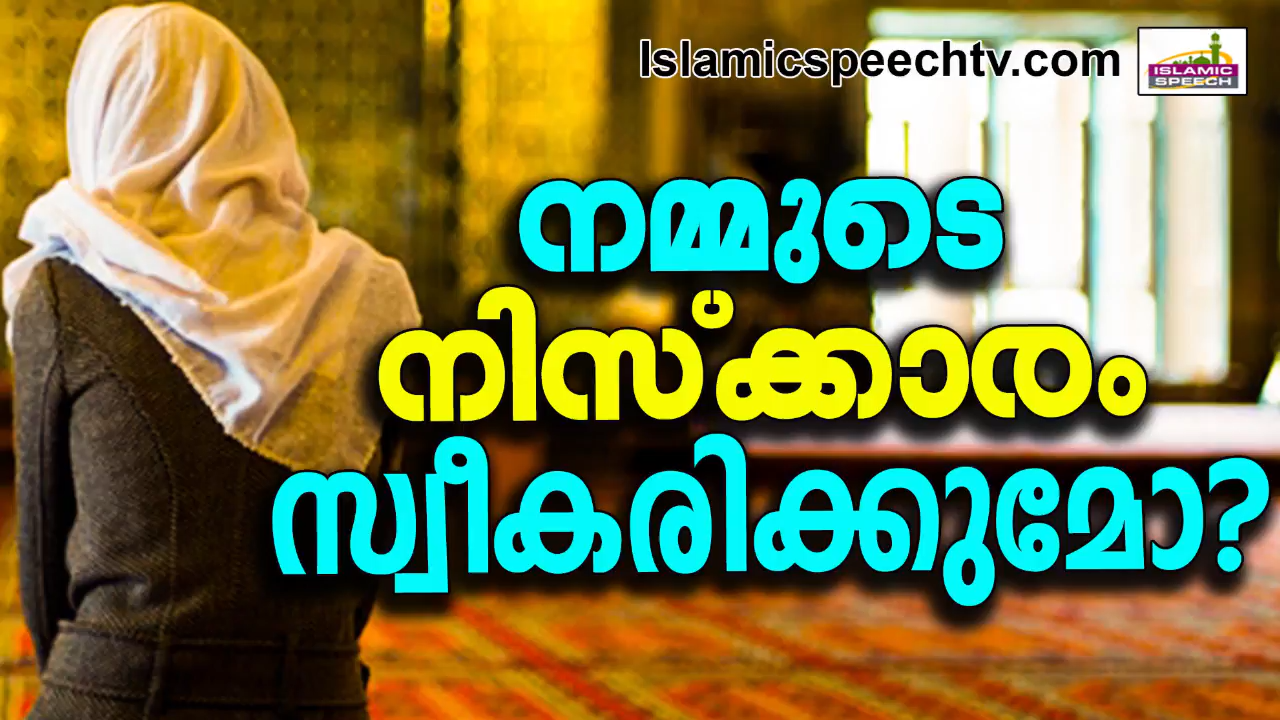 Islamicspeechtv.com
ISLAMIC
SPEECH
നമ്മുടെ
നിസ്ക്കാരം
സ്വീകരിക്കുമോ?